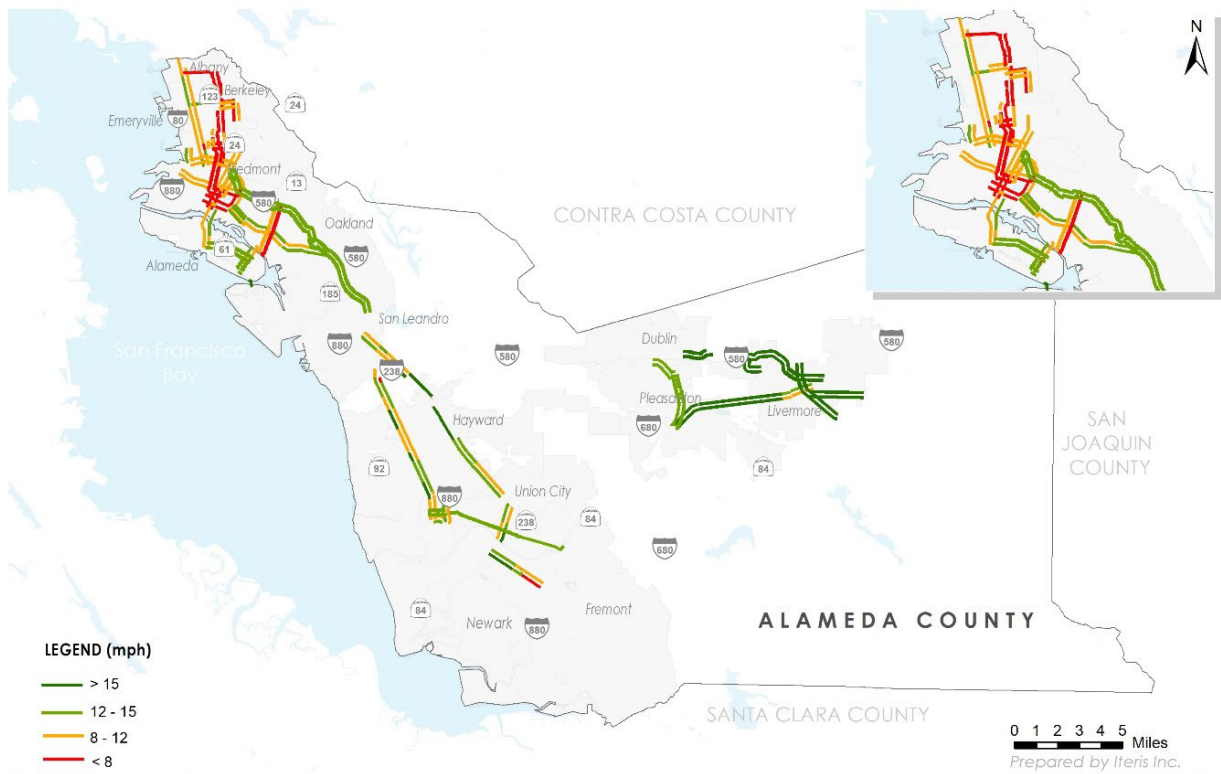 N
Albany
123
Berkeley
24
Emeryville
80
24
Piedmont
880
13
580
CONTRA COSTA COUNTY
Oakland
61
580
Alameda
185
San Leandro
880
580
Dublin
580
580
San Francisco
Bay
238
Pleasanton
Livermore
Hayward
680
SAN
JOAQUIN
COUNTY
92
84
880
Union City
238
84
680
84
Fremont
Newark
880
ALAMEDA COUNTY
LEGEND (mph)
> 15
12 - 15
8 - 12
< 8
SANTA CLARA COUNTY
0 1 2 3 4 5
Miles
Prepared by Iteris Inc.